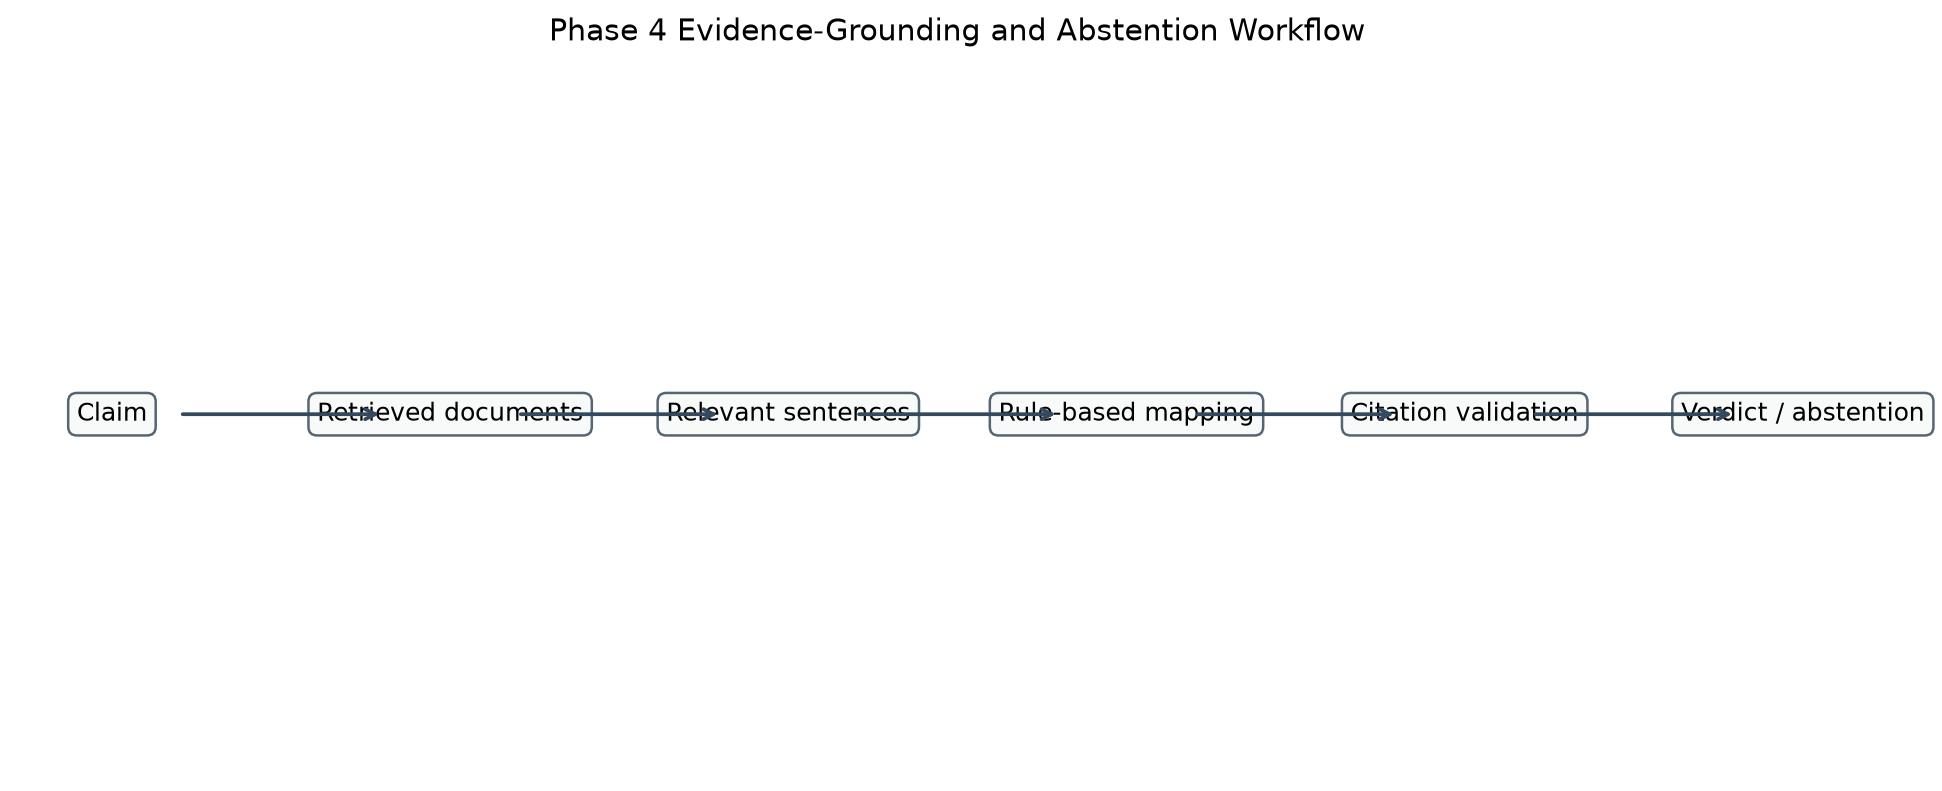 Phase 4 Evidence-Grounding and Abstention Workflow
Claim
Retrieved documents
Relevant sentences
Rule-based mapping
Citation validation
Verdict / abstention